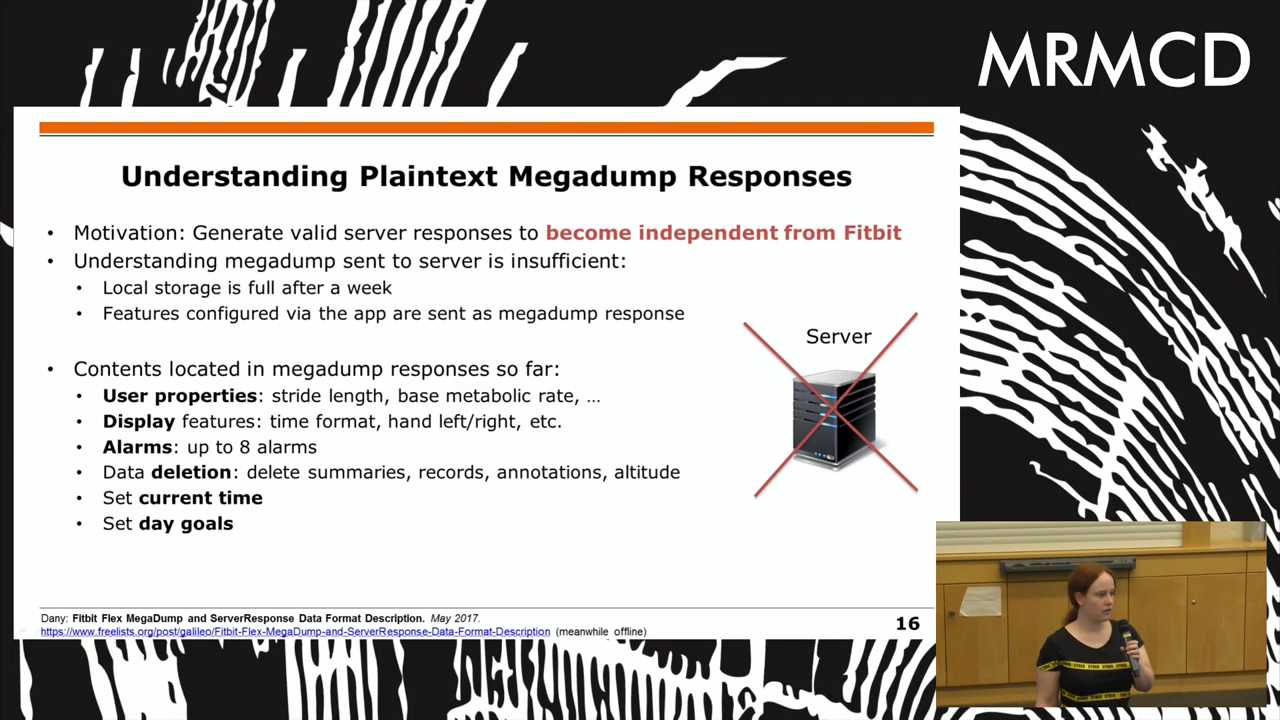 MRMCD
Understanding Plaintext Megadump Responses
• Motivation: Generate valid server responses to become independent from Fitbit
• Understanding megadump sent to server is insufficient:
• Local storage is full after a week
• Features configured via the app are sent as megadump response
Server
• Contents located in megadump responses so far:
• User properties: stride length, base metabolic rate, …
• Display features: time format, hand left/right, etc.
• Alarms: up to 8 alarms
• Data deletion: delete summaries, records, annotations, altitude
• Set current time
• Set day goals
Dany: Fitbit Flex MegaDump and ServerResponse Data Format Description. May 2017.
https://www.freelists.org/post/galileo/Fitbit-Flex-MegaDump-and-ServerResponse-Data-Format-Description (meanwhile offline)
16